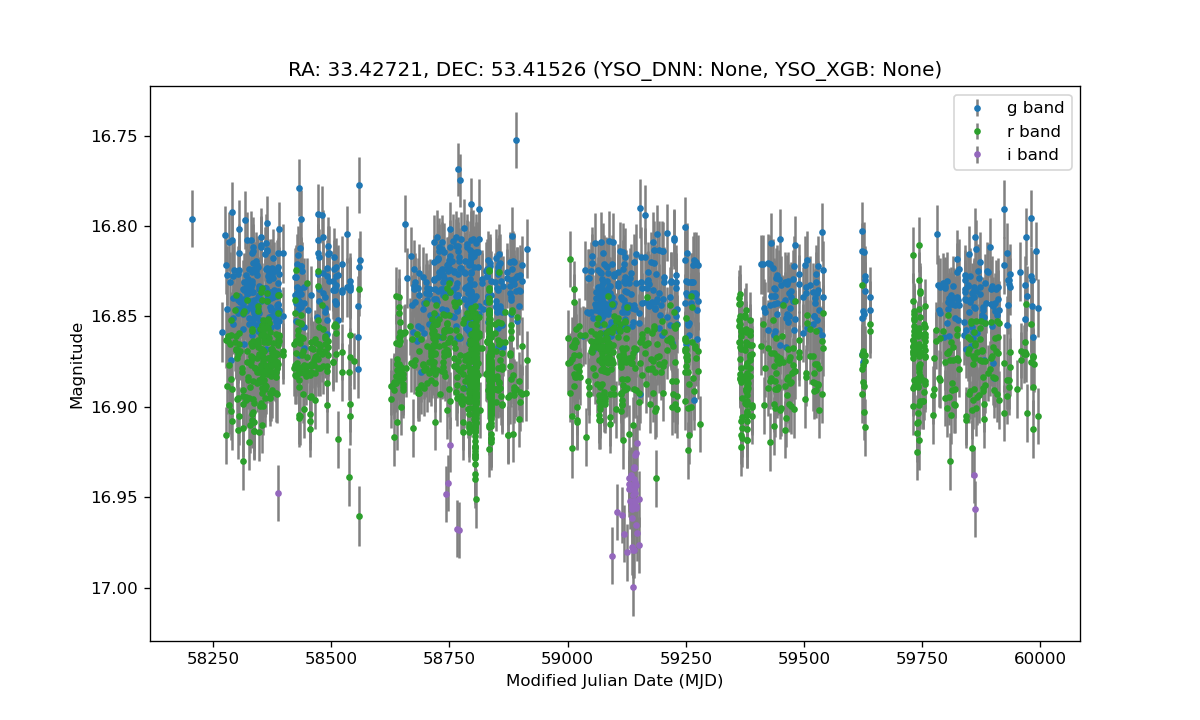 RA: 33.42721, DEC: 53.41526 (YSO_DNN: None, YSO_XGB: None)
g band
r band
i band
Magnitude
16.75
16.80
16.85
16.90
16.95
17.00
58250 58500 58750 59000 59250 59500 59750 60000
Modified Julian Date (MJD)